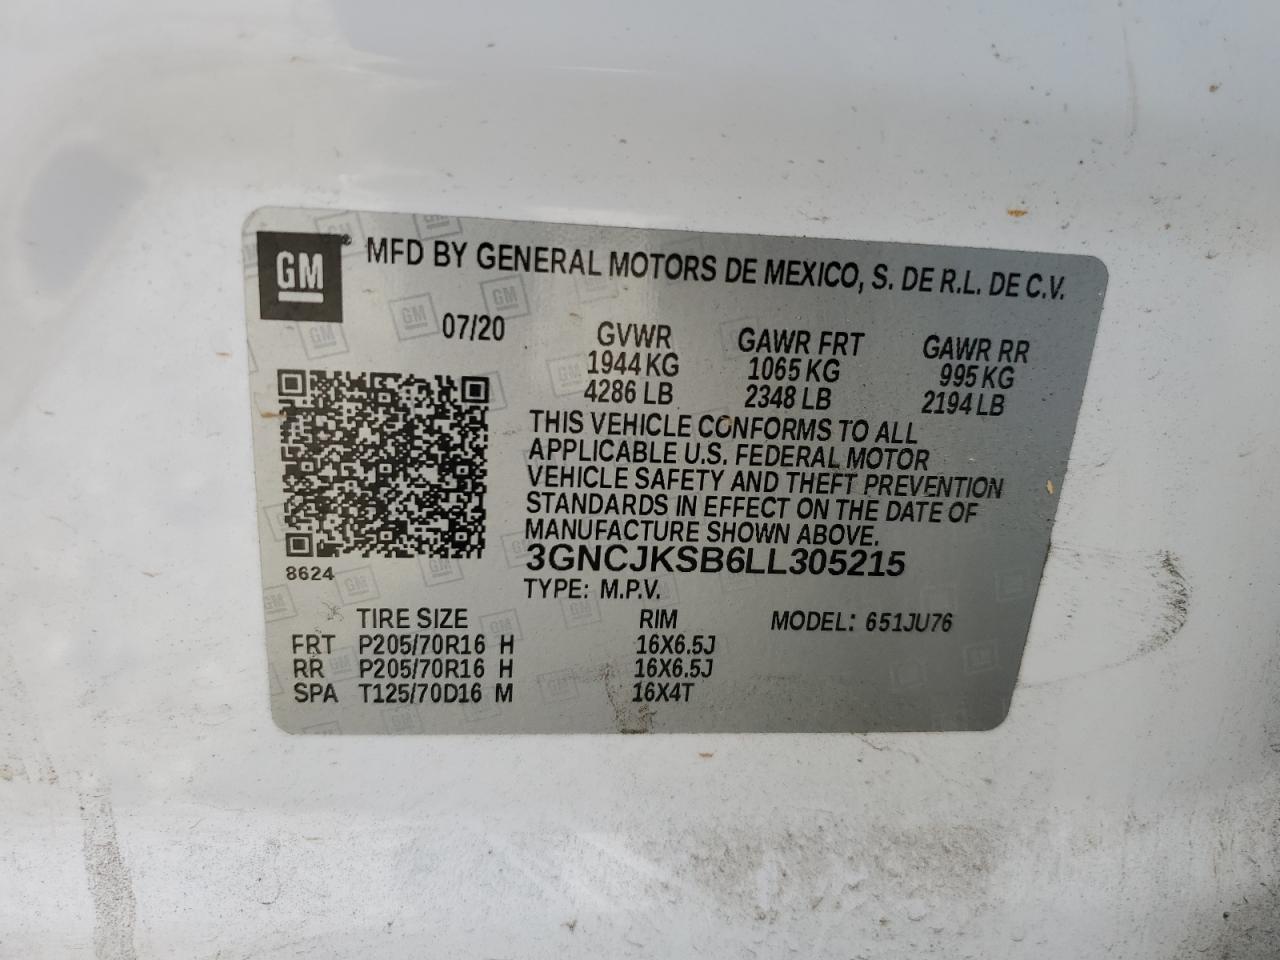 GM® MFD BY GENERAL MOTORS DE MEXICO, S. DE R.L. DE C.V.
07/20
GVWR GAWR FRT GAWR RR
1944 KG 1065 KG 995 KG
4286 LB 2348 LB 2194 LB
THIS VEHICLE CONFORMS TO ALL
APPLICABLE U.S. FEDERAL MOTOR
VEHICLE SAFETY AND THEFT PREVENTION
STANDARDS IN EFFECT ON THE DATE OF
MANUFACTURE SHOWN ABOVE.
3GNCJKSB6LL305215
8624
TYPE: M.P.V.
TIRE SIZE RIM MODEL: 651JU76
FRT P205/70R16 H 16X6.5J
RR P205/70R16 H 16X6.5J
SPA T125/70D16 M 16X4T